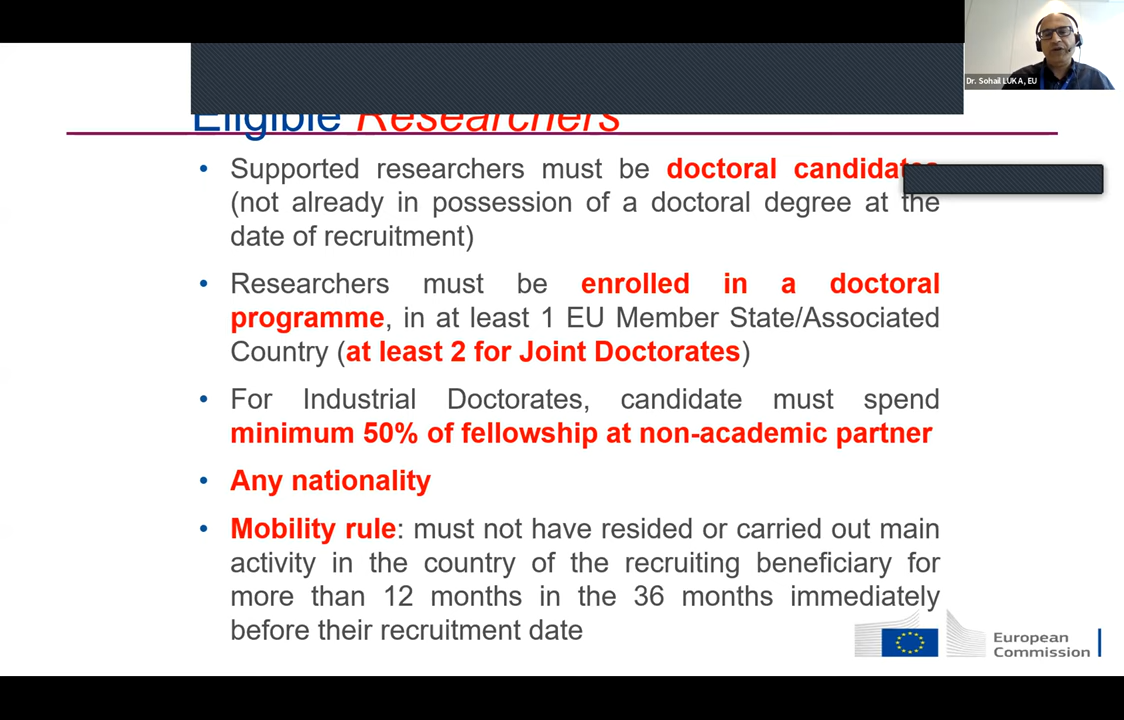 Dr. Sohail LUKA, EU
Eligible Researchers
• Supported researchers must be doctoral candidates
(not already in possession of a doctoral degree at the
date of recruitment)
• Researchers must be enrolled in a doctoral
programme, in at least 1 EU Member State/Associated
Country (at least 2 for Joint Doctorates)
• For Industrial Doctorates, candidate must spend
minimum 50% of fellowship at non-academic partner
• Any nationality
• Mobility rule: must not have resided or carried out main
activity in the country of the recruiting beneficiary for
more than 12 months in the 36 months immediately
before their recruitment date
European
Commission